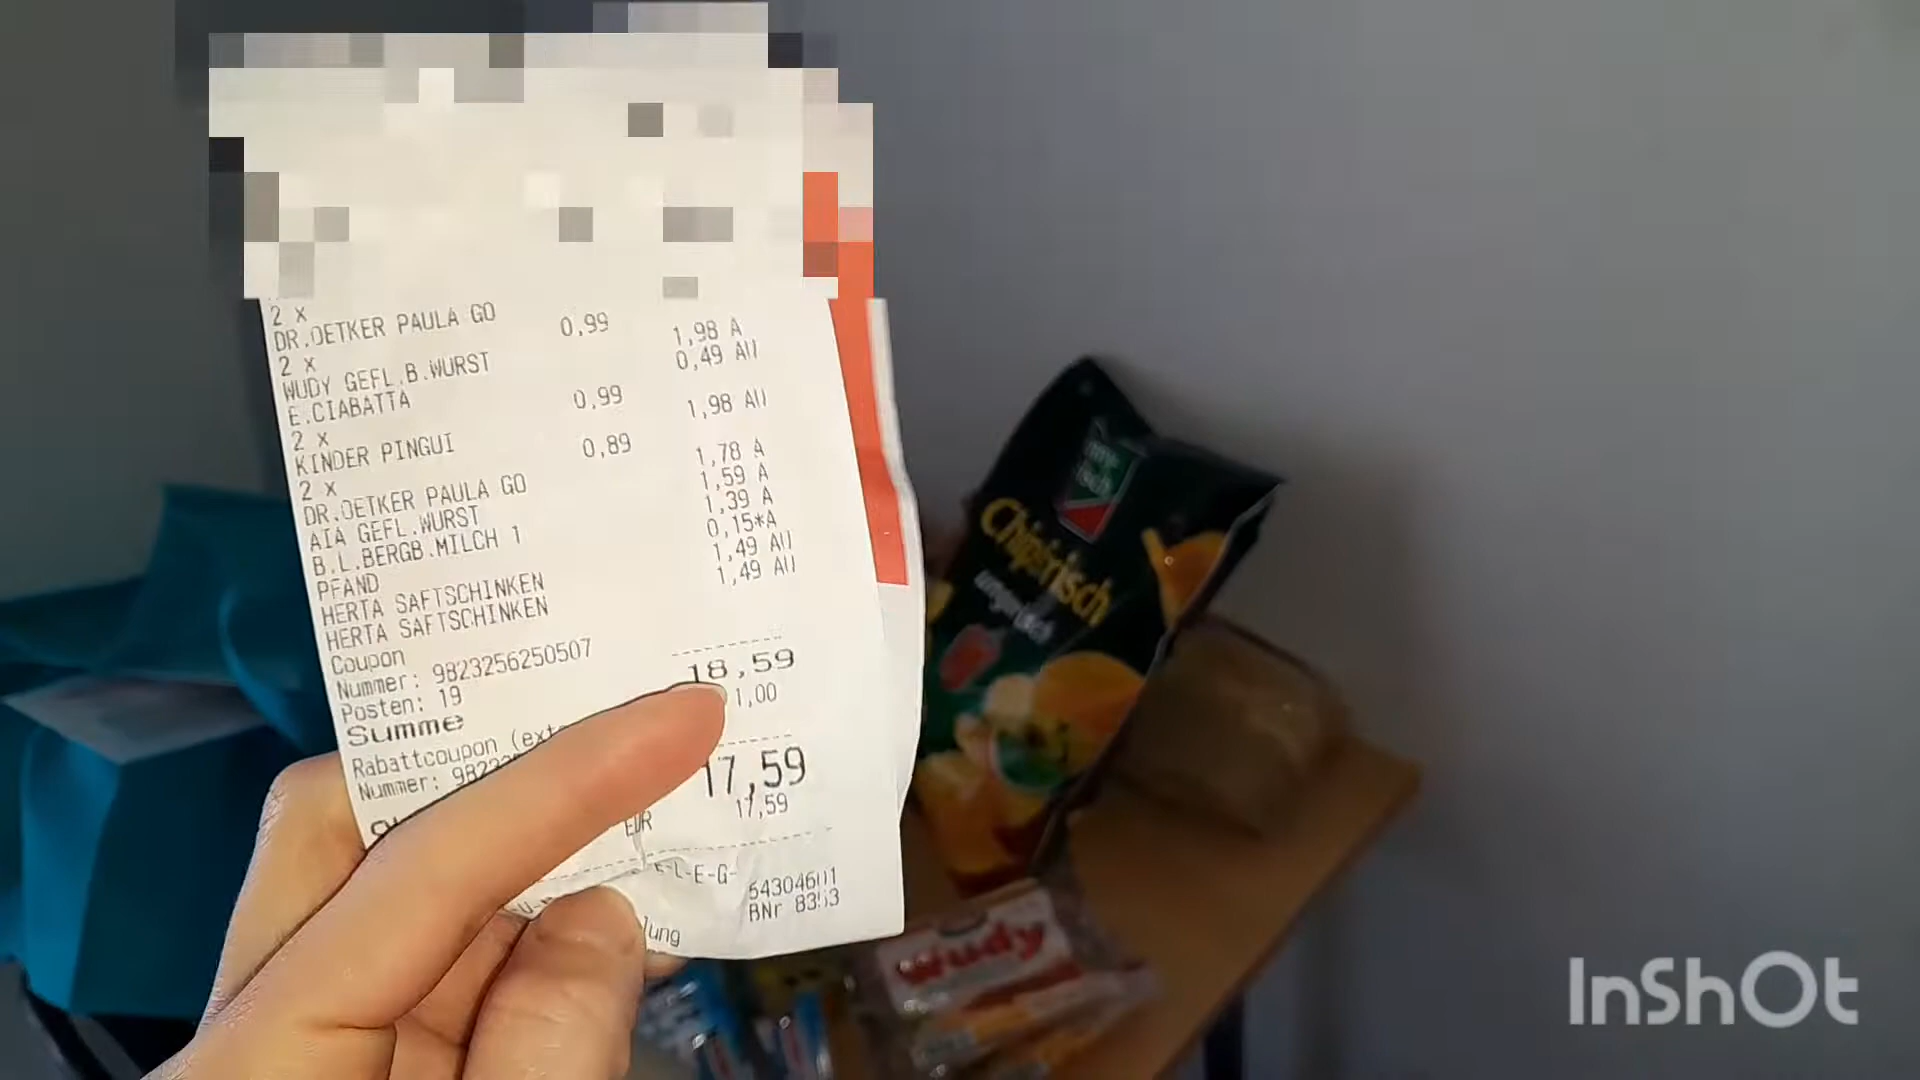 2 x
DR.OETKER PAULA GO 0,99 1,98 A
2 x 0,49 AW
WUDY GEFL.B.WURST
E.CIABATTA 0,99 1,98 AW
2 x
KINDER PINGUI 0,89 1,78 A
2 x 1,59 A
DR.OETKER PAULA GO 1,39 A
AIA GEFL.WURST 0,15*A
B.L.BERGB.MILCH 1 1,49 AW
PFAND 1,49 AW
HERTA SAFTSCHINKEN
HERTA SAFTSCHINKEN
Coupon
Nummer: 9823256250507
Posten: 19 18,59
Summe 1,00
Rabattcoupon
Nummer:
17,59
EUR 17,59
E-L-E-G-
BNr
Chipsfrisch
ungarisch
wudy
InShOt